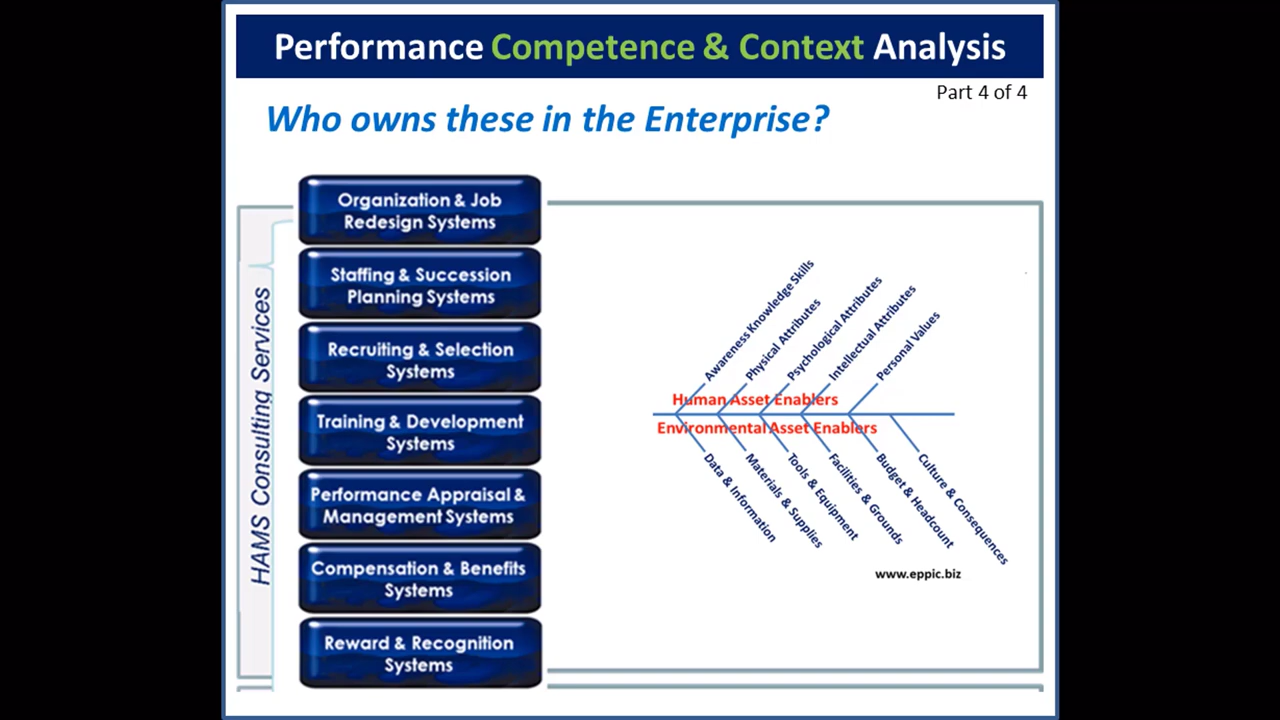 Performance Competence & Context Analysis
Part 4 of 4
Who owns these in the Enterprise?
HAMS Consulting Services
Organization & Job
Redesign Systems
Staffing & Succession
Planning Systems
Recruiting & Selection
Systems
Training & Development
Systems
Performance Appraisal &
Management Systems
Compensation & Benefits
Systems
Reward & Recognition
Systems
Awareness Knowledge Skills
Physical Attributes
Psychological Attributes
Intellectual Attributes
Personal Values
Human Asset Enablers
Environmental Asset Enablers
Data & Information
Materials & Supplies
Tools & Equipment
Facilities & Grounds
Budget & Headcount
Culture & Consequences
www.eppic.biz